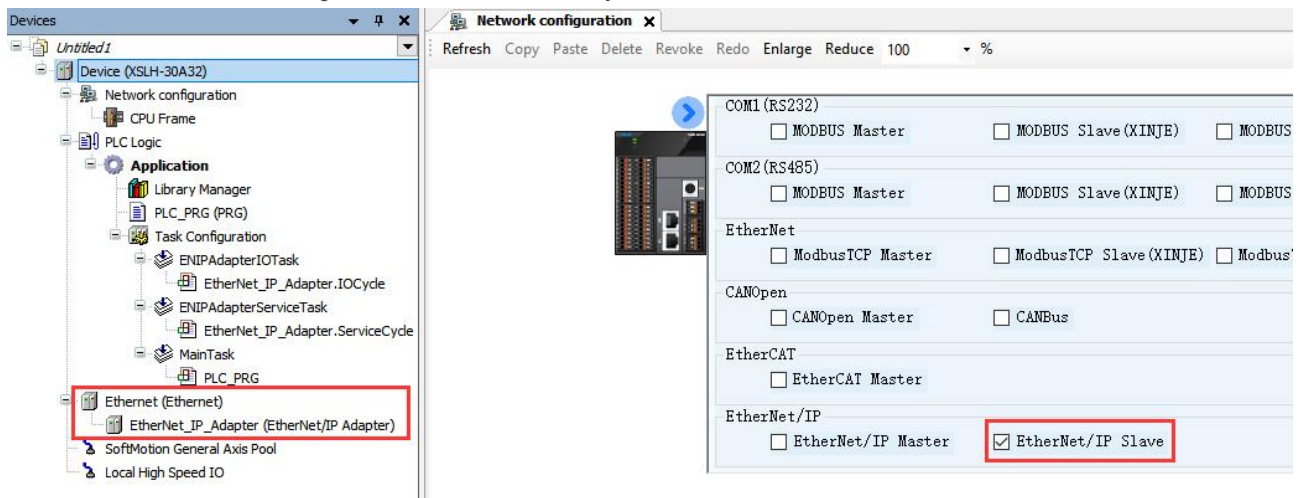 Devices
Untitled1
Device (XSLH-30A32)
Network configuration
CPU Frame
PLC Logic
Application
Library Manager
PLC_PRG (PRG)
Task Configuration
ENIPAdapterIOTask
EtherNet_IP_Adapter.IOCycle
ENIPAdapterServiceTask
EtherNet_IP_Adapter.ServiceCycle
MainTask
PLC_PRG
Ethernet (Ethernet)
EtherNet_IP_Adapter (EtherNet/IP Adapter)
SoftMotion General Axis Pool
Local High Speed IO
Network configuration
Refresh Copy Paste Delete Revoke Redo Enlarge Reduce 100 %
COM1(RS232)
MODBUS Master MODBUS Slave(XINJE) MODBUS
COM2(RS485)
MODBUS Master MODBUS Slave(XINJE) MODBUS
EtherNet
ModbusTCP Master ModbusTCP Slave(XINJE) Modbus
CANOpen
CANOpen Master CANBus
EtherCAT
EtherCAT Master
EtherNet/IP
EtherNet/IP Master EtherNet/IP Slave